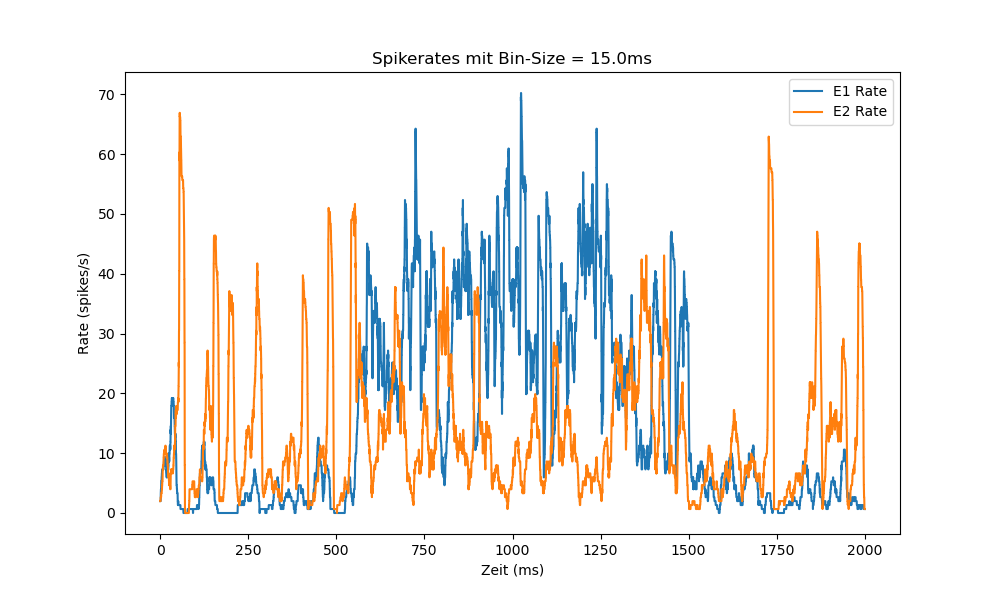 Spikerates mit Bin-Size = 15.0ms
E1 Rate
E2 Rate
70
60
50
40
30
20
10
0
Rate (spikes/s)
0 250 500 750 1000 1250 1500 1750 2000
Zeit (ms)